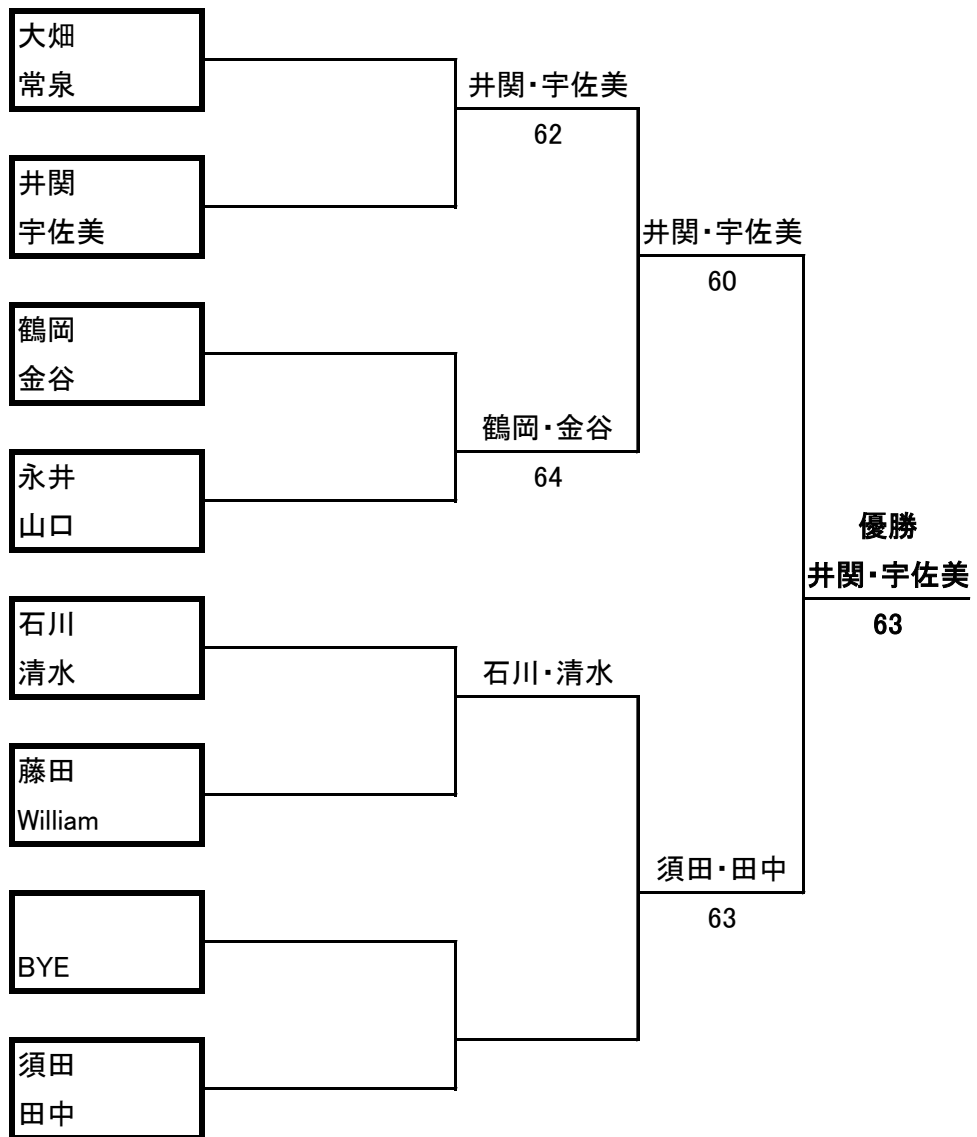 大畑
常泉
井関
宇佐美
鶴岡
金谷
永井
山口
石川
清水
藤田
William
BYE
須田
田中
井関・宇佐美
62
鶴岡・金谷
64
石川・清水
井関・宇佐美
60
須田・田中
63
優勝
井関・宇佐美
63